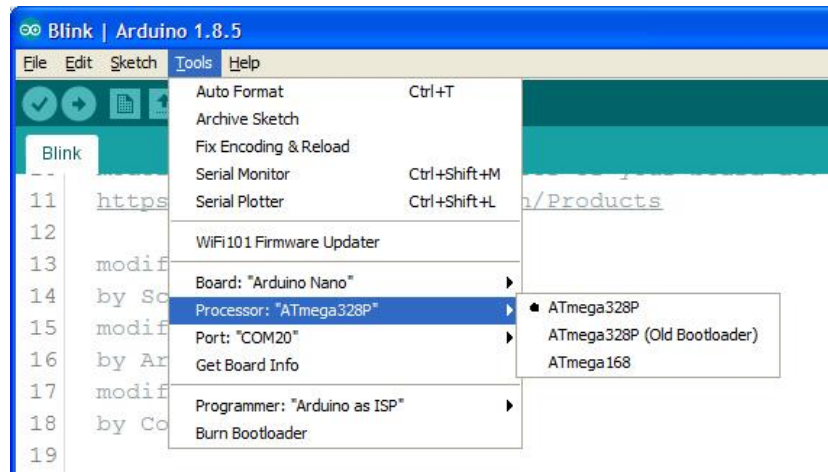 Blink | Arduino 1.8.5
File Edit Sketch Tools Help
Auto Format Ctrl+T
Archive Sketch
Fix Encoding & Reload
Serial Monitor Ctrl+Shift+M
Serial Plotter Ctrl+Shift+L
WiFi101 Firmware Updater
Board: "Arduino Nano"
Processor: "ATmega328P"
Port: "COM20"
Get Board Info
Programmer: "Arduino as ISP"
Burn Bootloader
ATmega328P
ATmega328P (Old Bootloader)
ATmega168
Blink
11 https n/Products
12
13 modif
14 by Sc
15 modif
16 by Ar
17 modif
18 by Co
19